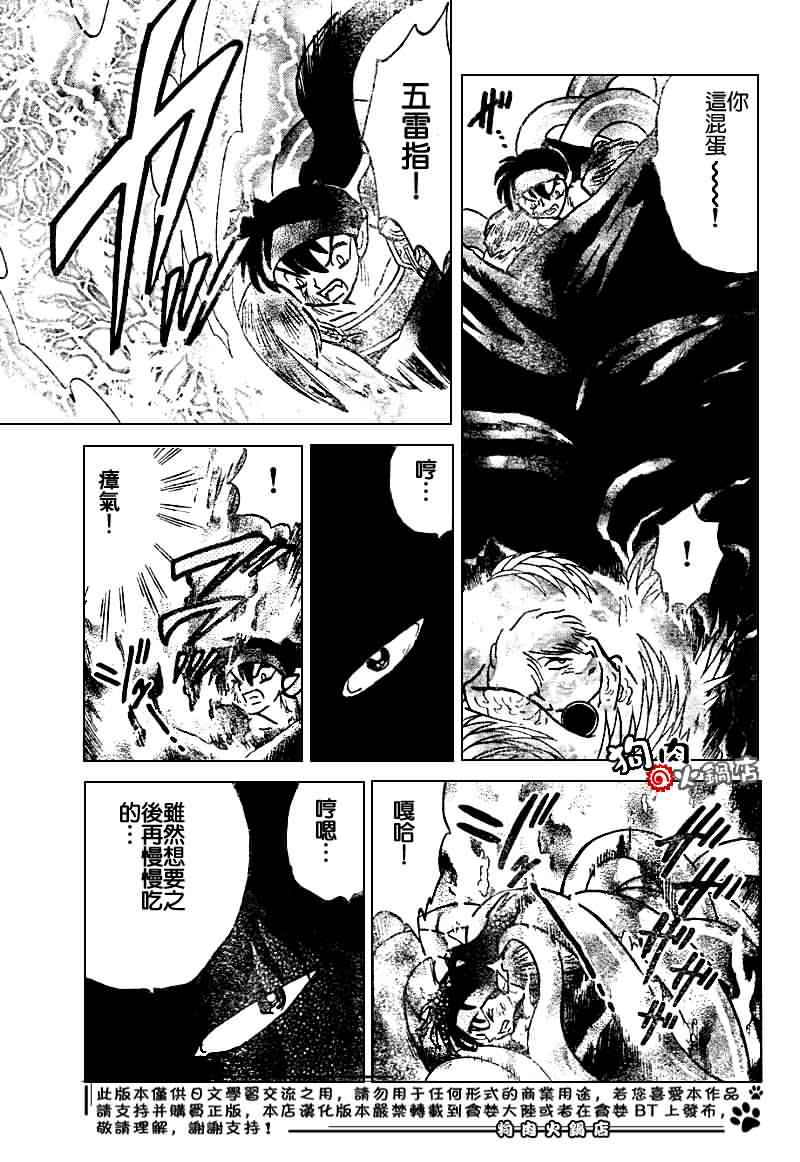 你
這混蛋~~~！
ザザ…
五雷指！
！
哼…
！
瘴氣！
狗肉
火鍋店
嘎哈！
哼嗯…
雖然想要之
後再慢慢吃
的…
此版本僅供日文學習交流之用，請勿用于任何形式的商業用途，若您喜愛本作品
請支持并購買正版，本店漢化版本嚴禁轉載到貪婪大陸或者在貪婪 BT 上發布，
敬請理解，謝謝支持！
狗肉火鍋店